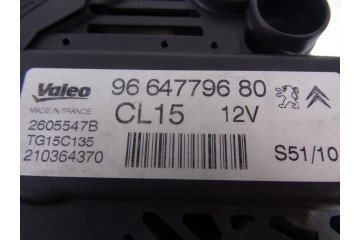 Valeo
96 647796 80
MADE IN FRANCE
CL15 12V
2605547B
TG15C135
210364370
S51/10